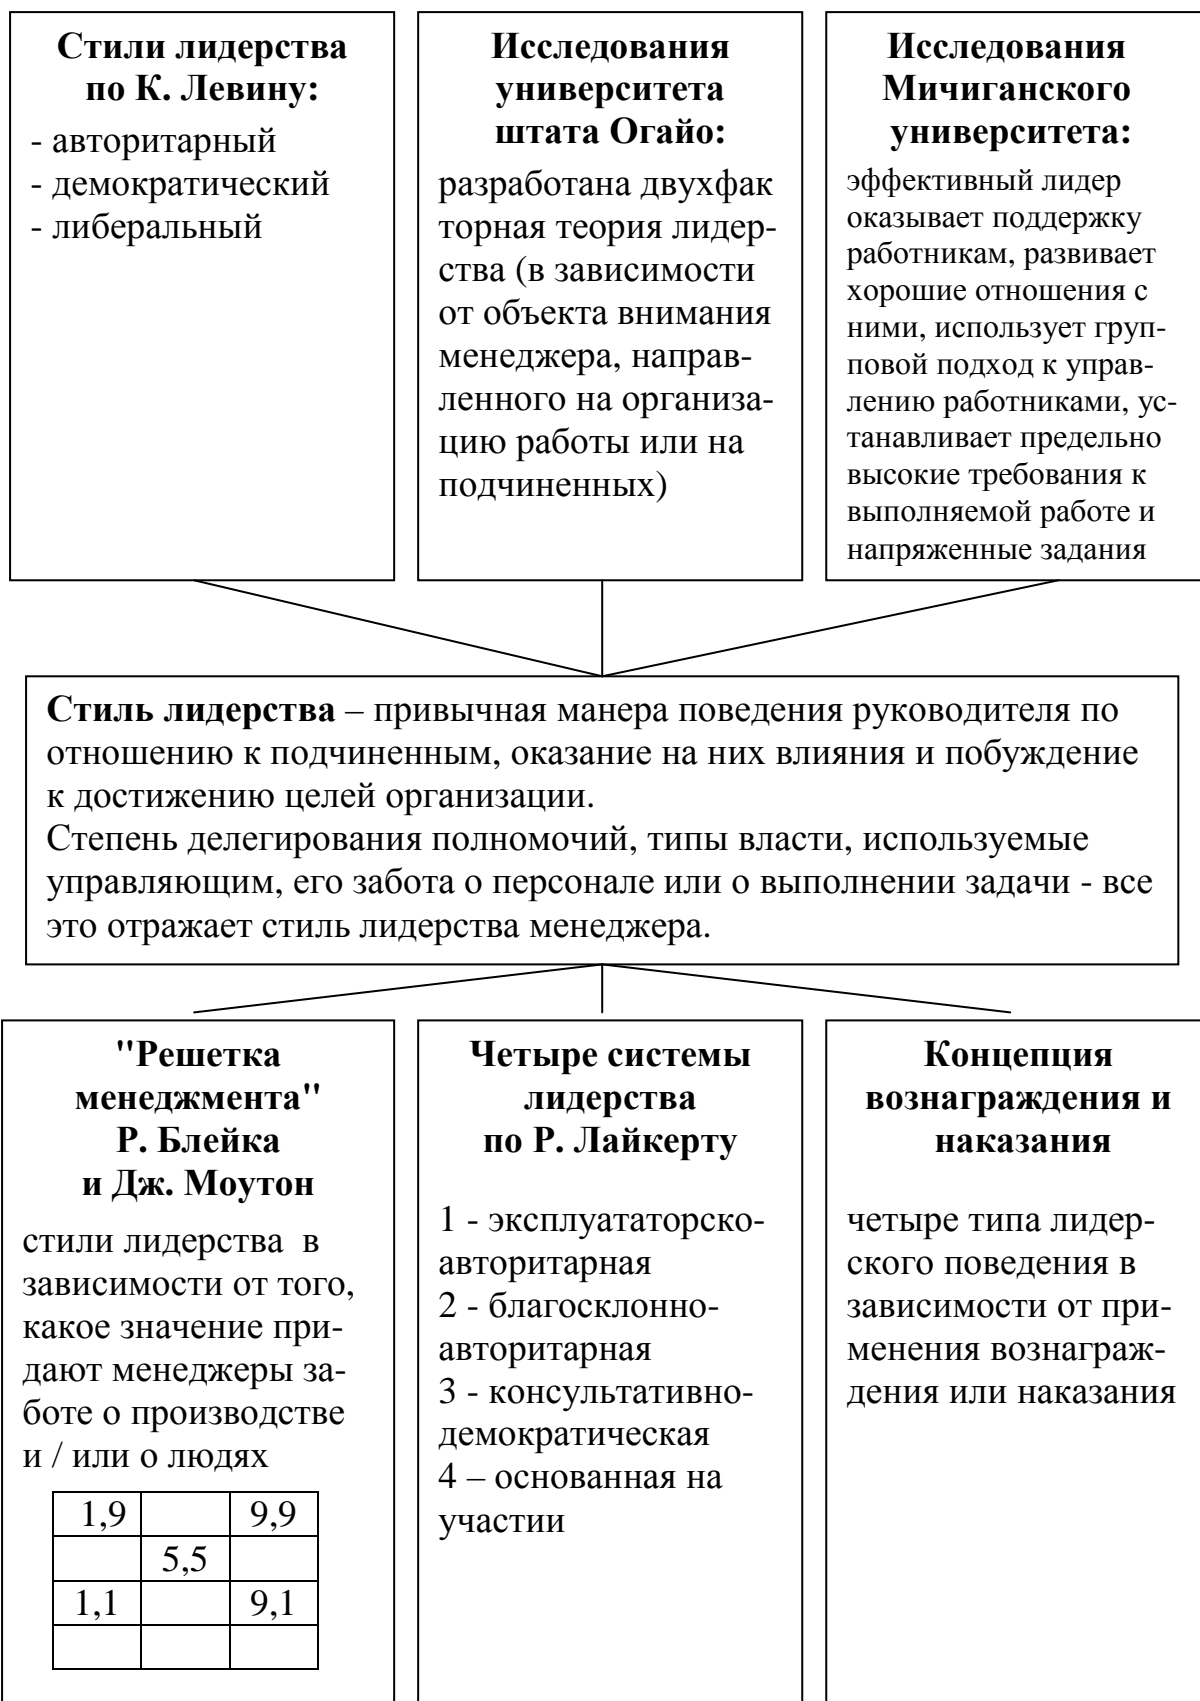 Стили лидерства
по К. Левину:
- авторитарный
- демократический
- либеральный
Исследования
университета
штата Огайо:
разработана двухфак
торная теория лидер-
ства (в зависимости
от объекта внимания
менеджера, направ-
ленного на организа-
цию работы или на
подчиненных)
Исследования
Мичиганского
университета:
эффективный лидер
оказывает поддержку
работникам, развивает
хорошие отношения с
ними, использует груп-
повой подход к управ-
лению работниками, ус-
танавливает предельно
высокие требования к
выполняемой работе и
напряженные задания
Стиль лидерства – привычная манера поведения руководителя по
отношению к подчиненным, оказание на них влияния и побуждение
к достижению целей организации.
Степень делегирования полномочий, типы власти, используемые
управляющим, его забота о персонале или о выполнении задачи - все
это отражает стиль лидерства менеджера.
"Решетка
менеджмента"
Р. Блейка
и Дж. Моутон
стили лидерства в
зависимости от того,
какое значение при-
дают менеджеры за-
боте о производстве
и / или о людях
1,9 9,9
5,5
1,1 9,1
Четыре системы
лидерства
по Р. Лайкерту
1 - эксплуататорско-
авторитарная
2 - благосклонно-
авторитарная
3 - консультативно-
демократическая
4 – основанная на
участии
Концепция
вознаграждения и
наказания
четыре типа лидер-
ского поведения в
зависимости от при-
менения вознаграж-
дения или наказания